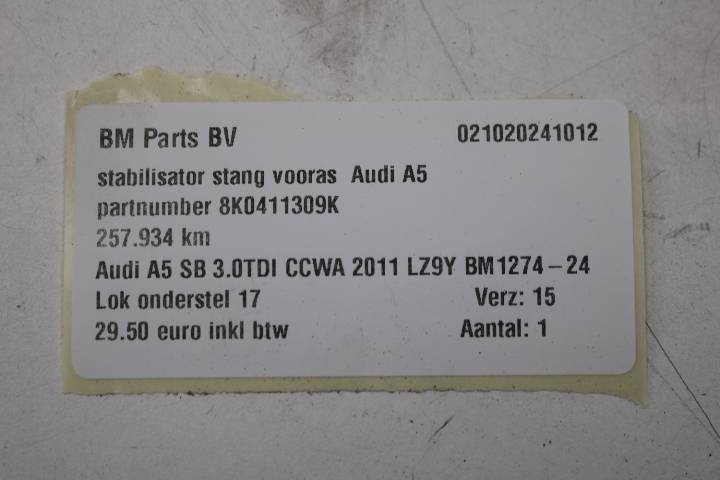 BM Parts BV 021020241012
stabilisator stang vooras Audi A5
partnumber 8K0411309K
257.934 km
Audi A5 SB 3.0TDI CCWA 2011 LZ9Y BM1274-24
Lok onderstel 17 Verz: 15
29.50 euro inkl btw Aantal: 1